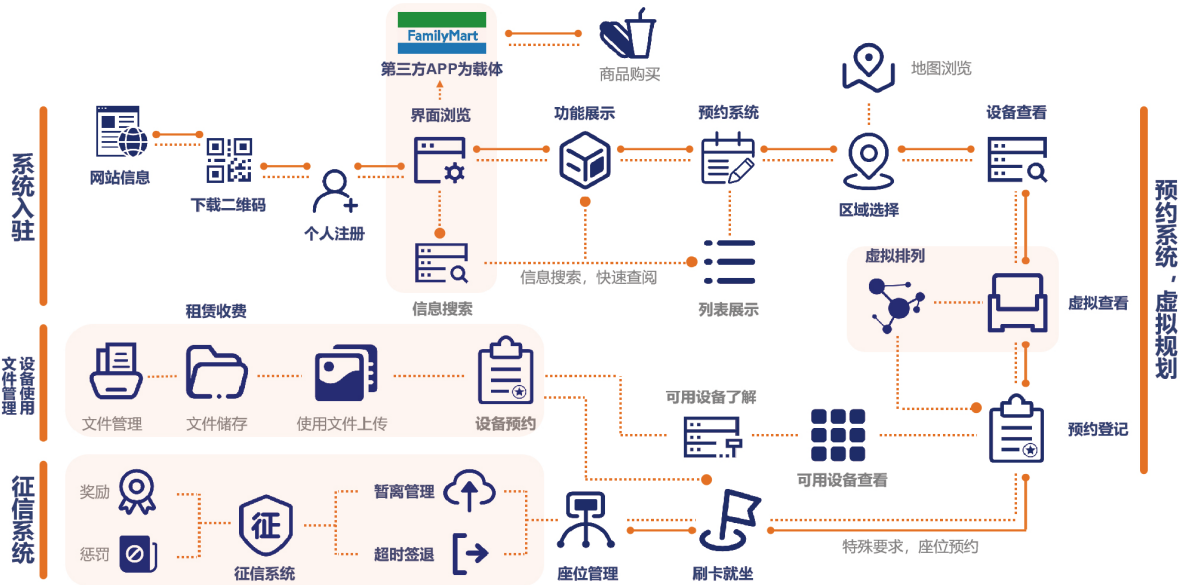 FamilyMart
第三方APP为载体
商品购买
地图浏览
界面浏览
功能展示
预约系统
设备查看
系统入驻
网站信息
下载二维码
个人注册
区域选择
预约系统，虚拟规划
信息搜索，快速查阅
虚拟排列
信息搜索
列表展示
虚拟查看
租赁收费
设备使用
文件管理
文件管理
文件储存
使用文件上传
设备预约
可用设备了解
可用设备查看
预约登记
征信系统
奖励
惩罚
征
征信系统
暂离管理
超时签退
座位管理
刷卡就坐
特殊要求，座位预约